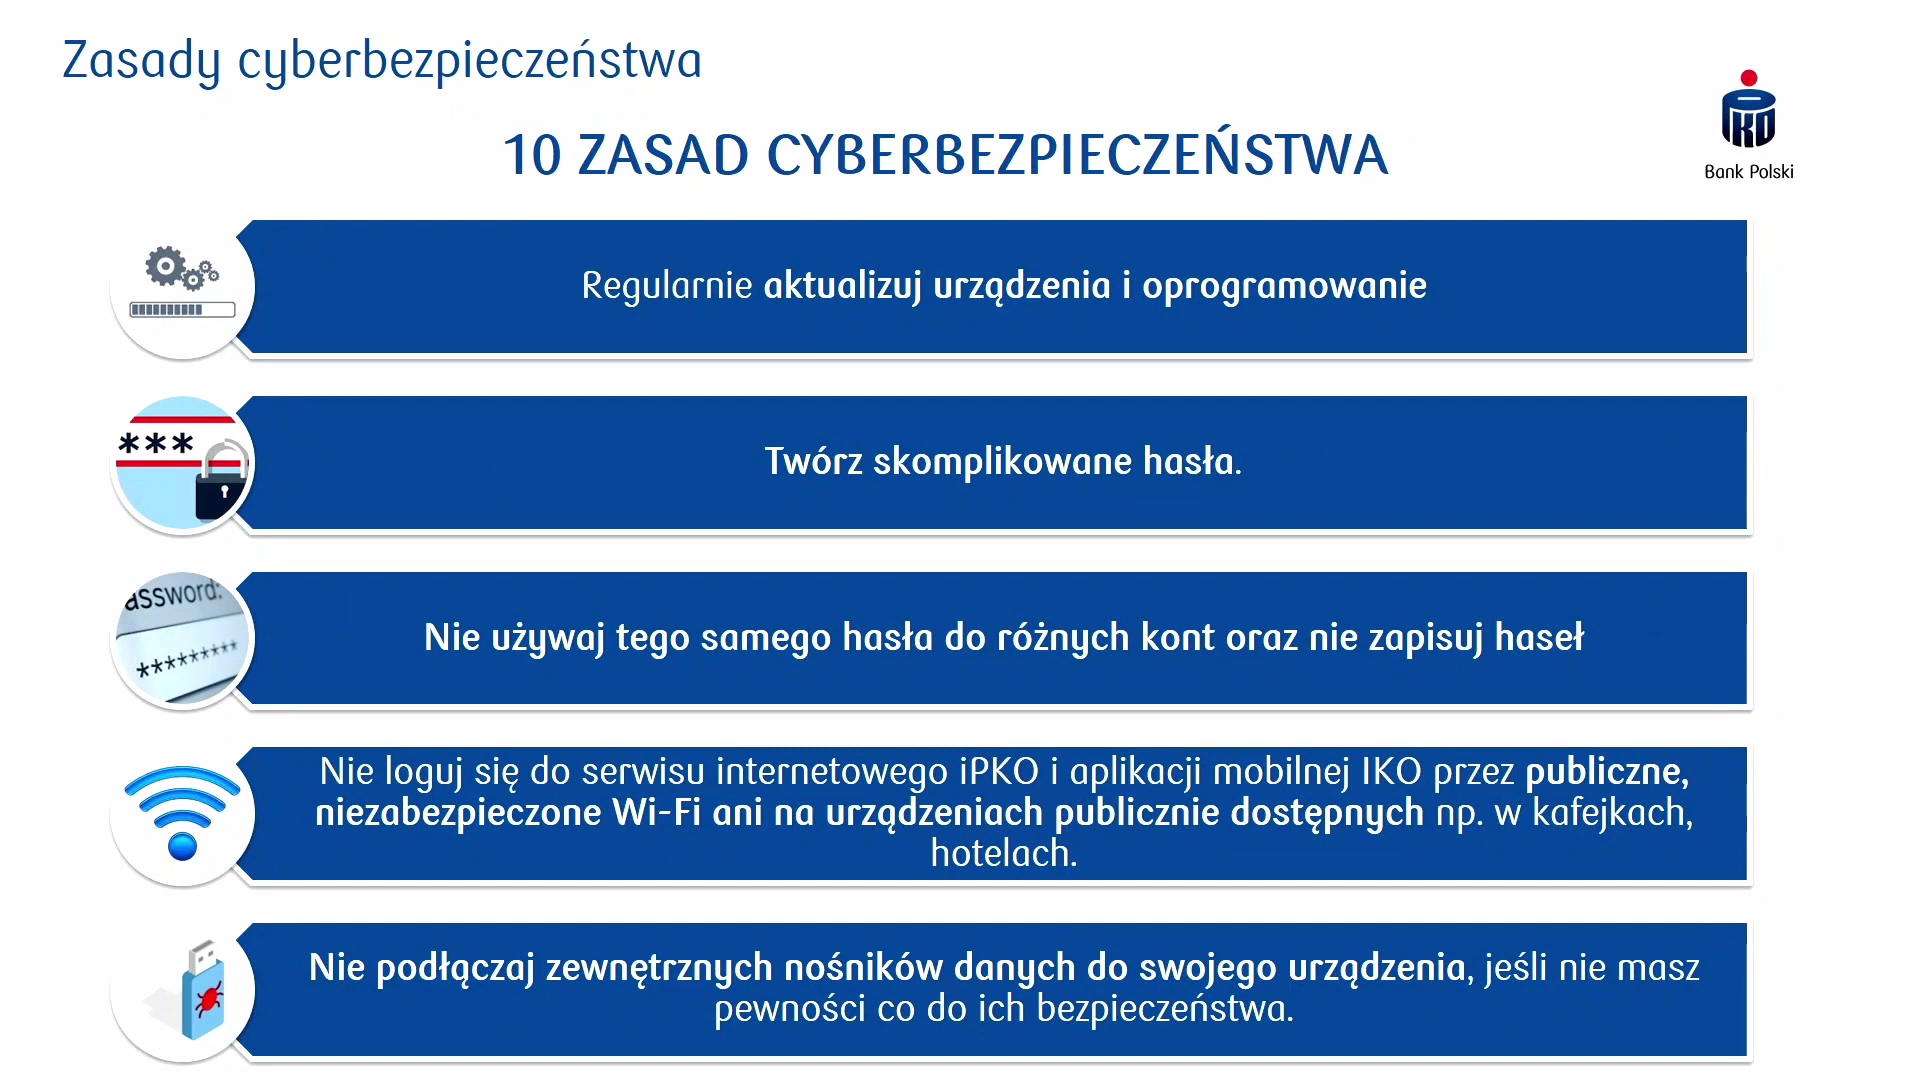 Zasady cyberbezpieczeństwa
10 ZASAD CYBERBEZPIECZEŃSTWA
PKO
Bank Polski
Regularnie aktualizuj urządzenia i oprogramowanie
***
Twórz skomplikowane hasła.
assword:
*********
Nie używaj tego samego hasła do różnych kont oraz nie zapisuj haseł
Nie loguj się do serwisu internetowego iPKO i aplikacji mobilnej IKO przez publiczne,
niezabezpieczone Wi-Fi ani na urządzeniach publicznie dostępnych np. w kafejkach,
hotelach.
Nie podłączaj zewnętrznych nośników danych do swojego urządzenia, jeśli nie masz
pewności co do ich bezpieczeństwa.